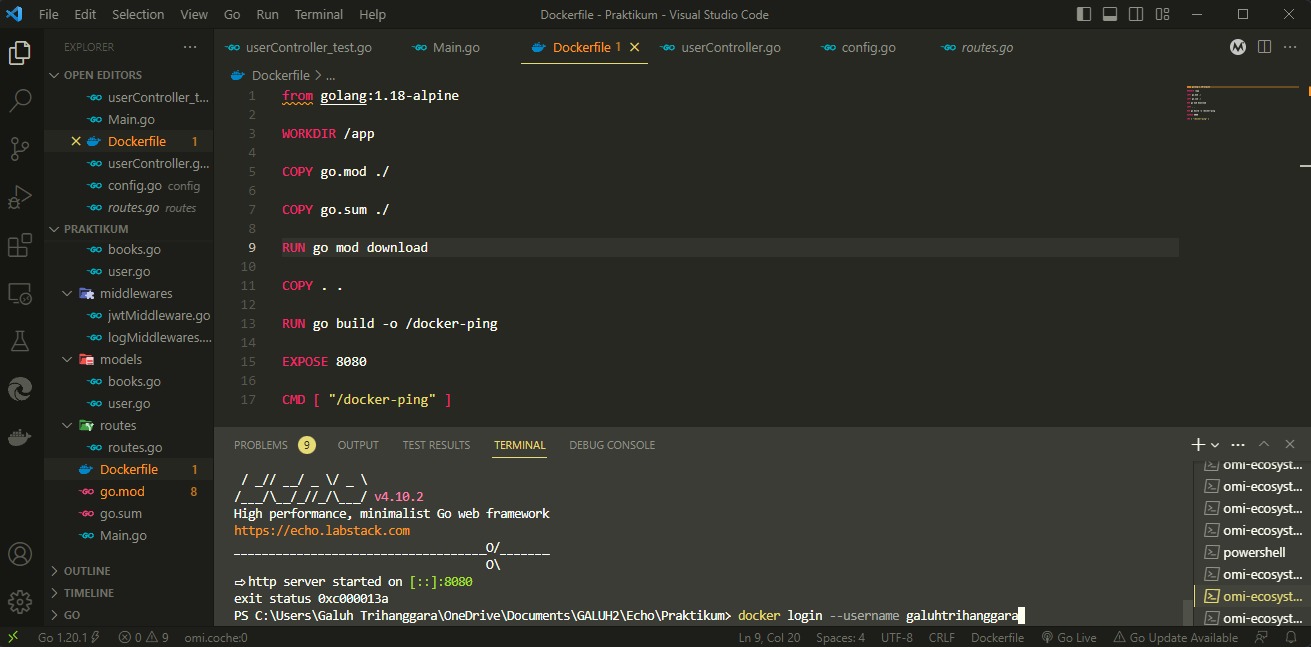 File Edit Selection View Go Run Terminal Help Dockerfile - Praktikum - Visual Studio Code
EXPLORER
OPEN EDITORS
userController_t...
Main.go
Dockerfile 1
userController.g...
config.go config
routes.go routes
PRAKTIKUM
books.go
user.go
middlewares
jwtMiddleware.go
logMiddlewares....
models
books.go
user.go
routes
routes.go
Dockerfile 1
go.mod 8
go.sum
Main.go
OUTLINE
TIMELINE
GO
userController_test.go Main.go Dockerfile 1 userController.go config.go routes.go
Dockerfile > ...
1 from golang:1.18-alpine
2
3 WORKDIR /app
4
5 COPY go.mod ./
6
7 COPY go.sum ./
8
9 RUN go mod download
10
11 COPY . .
12
13 RUN go build -o /docker-ping
14
15 EXPOSE 8080
16
17 CMD [ "/docker-ping" ]
PROBLEMS 9 OUTPUT TEST RESULTS TERMINAL DEBUG CONSOLE
/ _// __/ _ \/ _ \
/___/\__/_//_/\___/ v4.10.2
High performance, minimalist Go web framework
https://echo.labstack.com
____________________________________O/_______
O\
⇨ http server started on [::]:8080
exit status 0xc000013a
PS C:\Users\Galuh Trihanggara\OneDrive\Documents\GALUH2\Echo\Praktikum> docker login --username galuhtrihanggara
omi-ecosyst...
omi-ecosyst...
omi-ecosyst...
omi-ecosyst...
powershell
omi-ecosyst...
omi-ecosyst...
omi-ecosyst...
Go 1.20.1 0 9 omi.coche:0 Ln 9, Col 20 Spaces: 4 UTF-8 CRLF Dockerfile Go Live Go Update Available